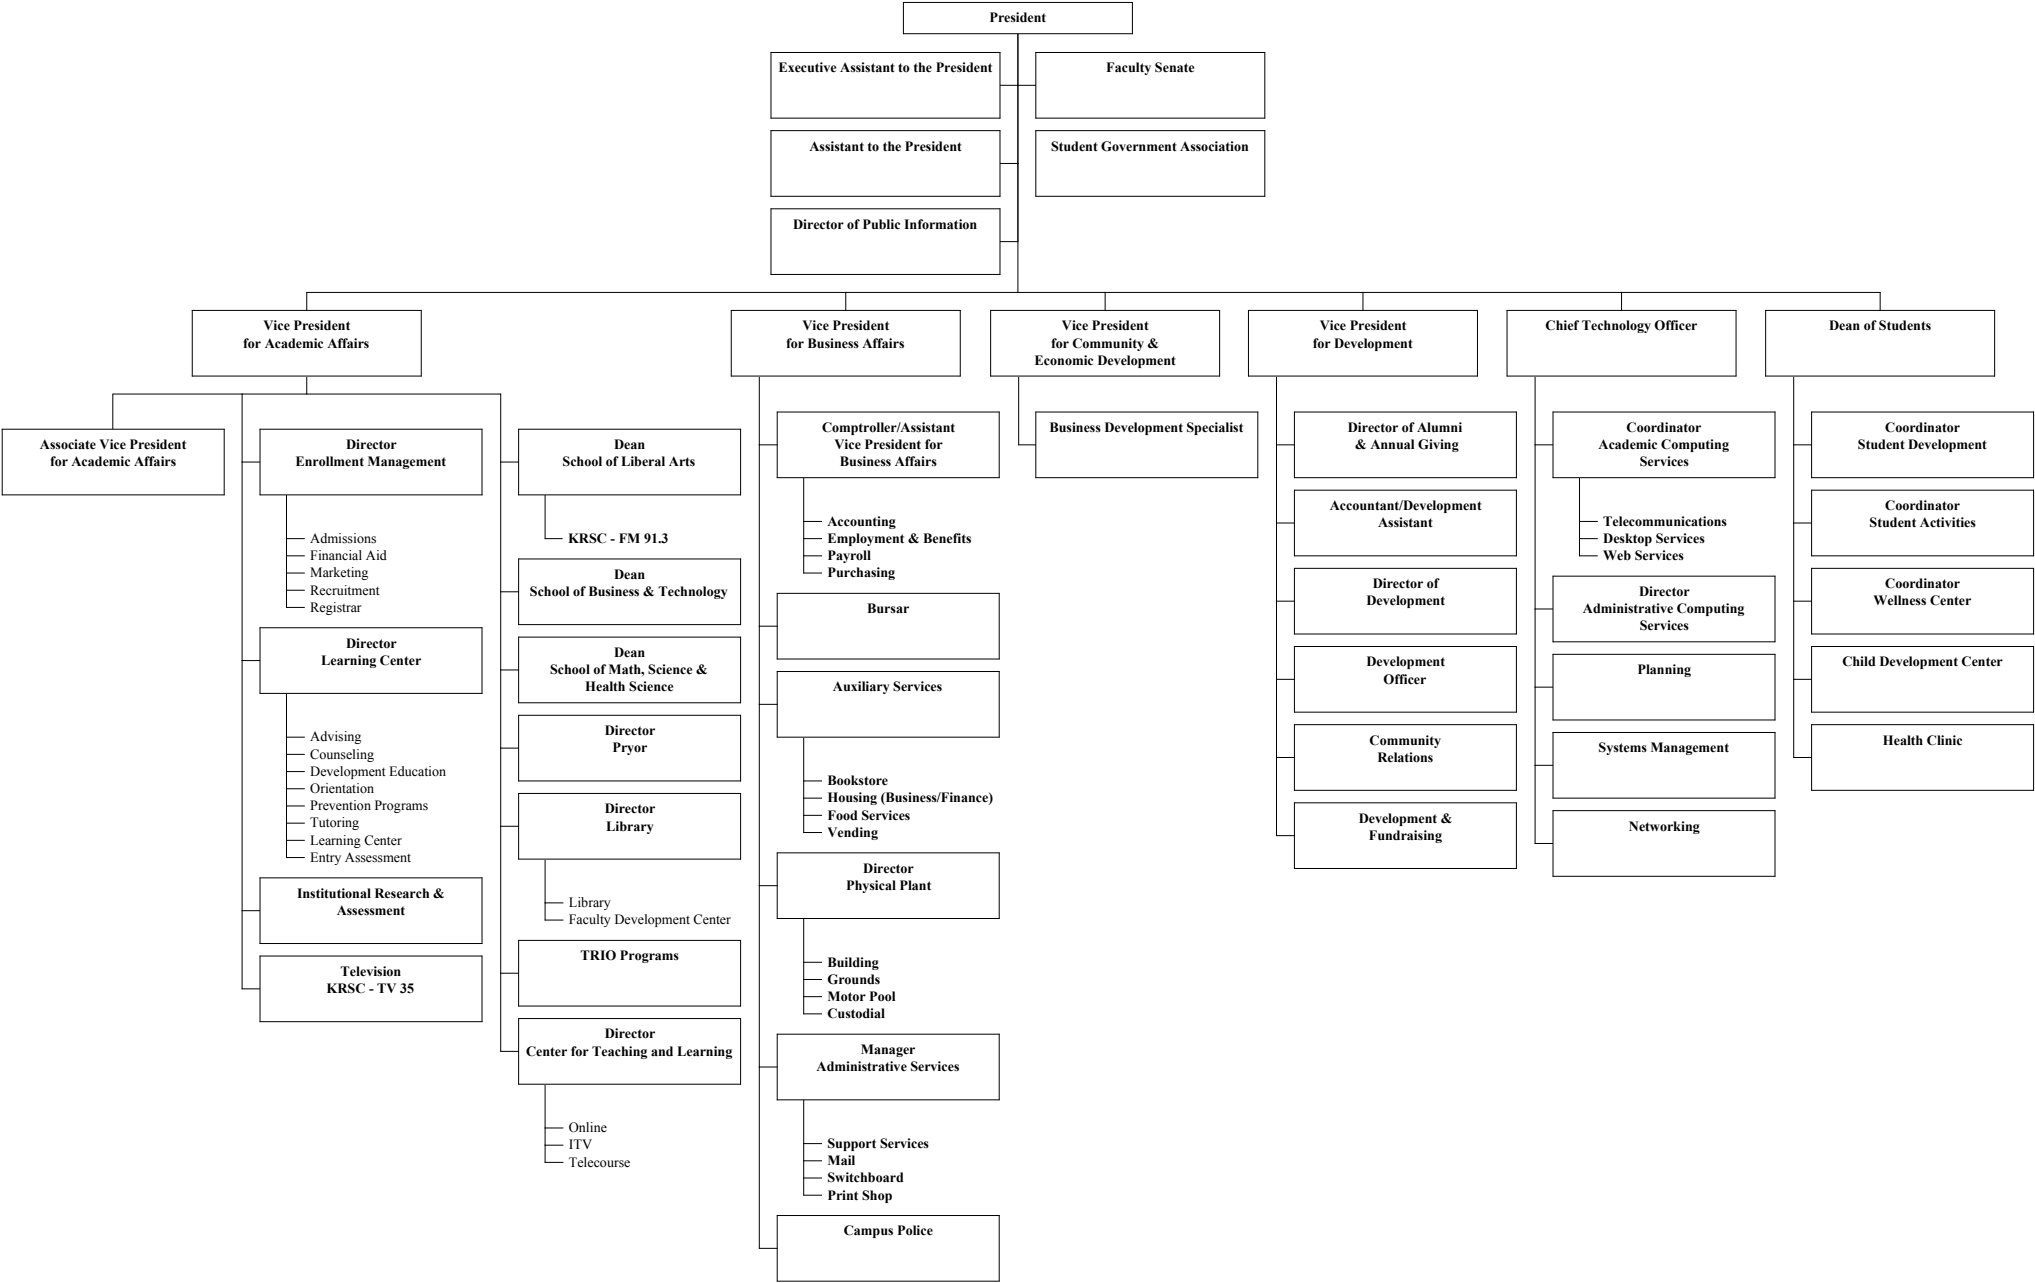 President
Executive Assistant to the President
Faculty Senate
Assistant to the President
Student Government Association
Director of Public Information
Vice President
for Academic Affairs
Vice President
for Business Affairs
Vice President
for Community &
Economic Development
Vice President
for Development
Chief Technology Officer
Dean of Students
Associate Vice President
for Academic Affairs
Director
Enrollment Management
Admissions
Financial Aid
Marketing
Recruitment
Registrar
Director
Learning Center
Advising
Counseling
Development Education
Orientation
Prevention Programs
Tutoring
Learning Center
Entry Assessment
Institutional Research &
Assessment
Television
KRSC - TV 35
Dean
School of Liberal Arts
KRSC - FM 91.3
Dean
School of Business & Technology
Dean
School of Math, Science &
Health Science
Director
Pryor
Director
Library
Library
Faculty Development Center
TRIO Programs
Director
Center for Teaching and Learning
Online
ITV
Telecourse
Comptroller/Assistant
Vice President for
Business Affairs
Accounting
Employment & Benefits
Payroll
Purchasing
Bursar
Auxiliary Services
Bookstore
Housing (Business/Finance)
Food Services
Vending
Director
Physical Plant
Building
Grounds
Motor Pool
Custodial
Manager
Administrative Services
Support Services
Mail
Switchboard
Print Shop
Campus Police
Business Development Specialist
Director of Alumni
& Annual Giving
Accountant/Development
Assistant
Director of
Development
Development
Officer
Community
Relations
Development &
Fundraising
Coordinator
Academic Computing
Services
Telecommunications
Desktop Services
Web Services
Director
Administrative Computing
Services
Planning
Systems Management
Networking
Coordinator
Student Development
Coordinator
Student Activities
Coordinator
Wellness Center
Child Development Center
Health Clinic